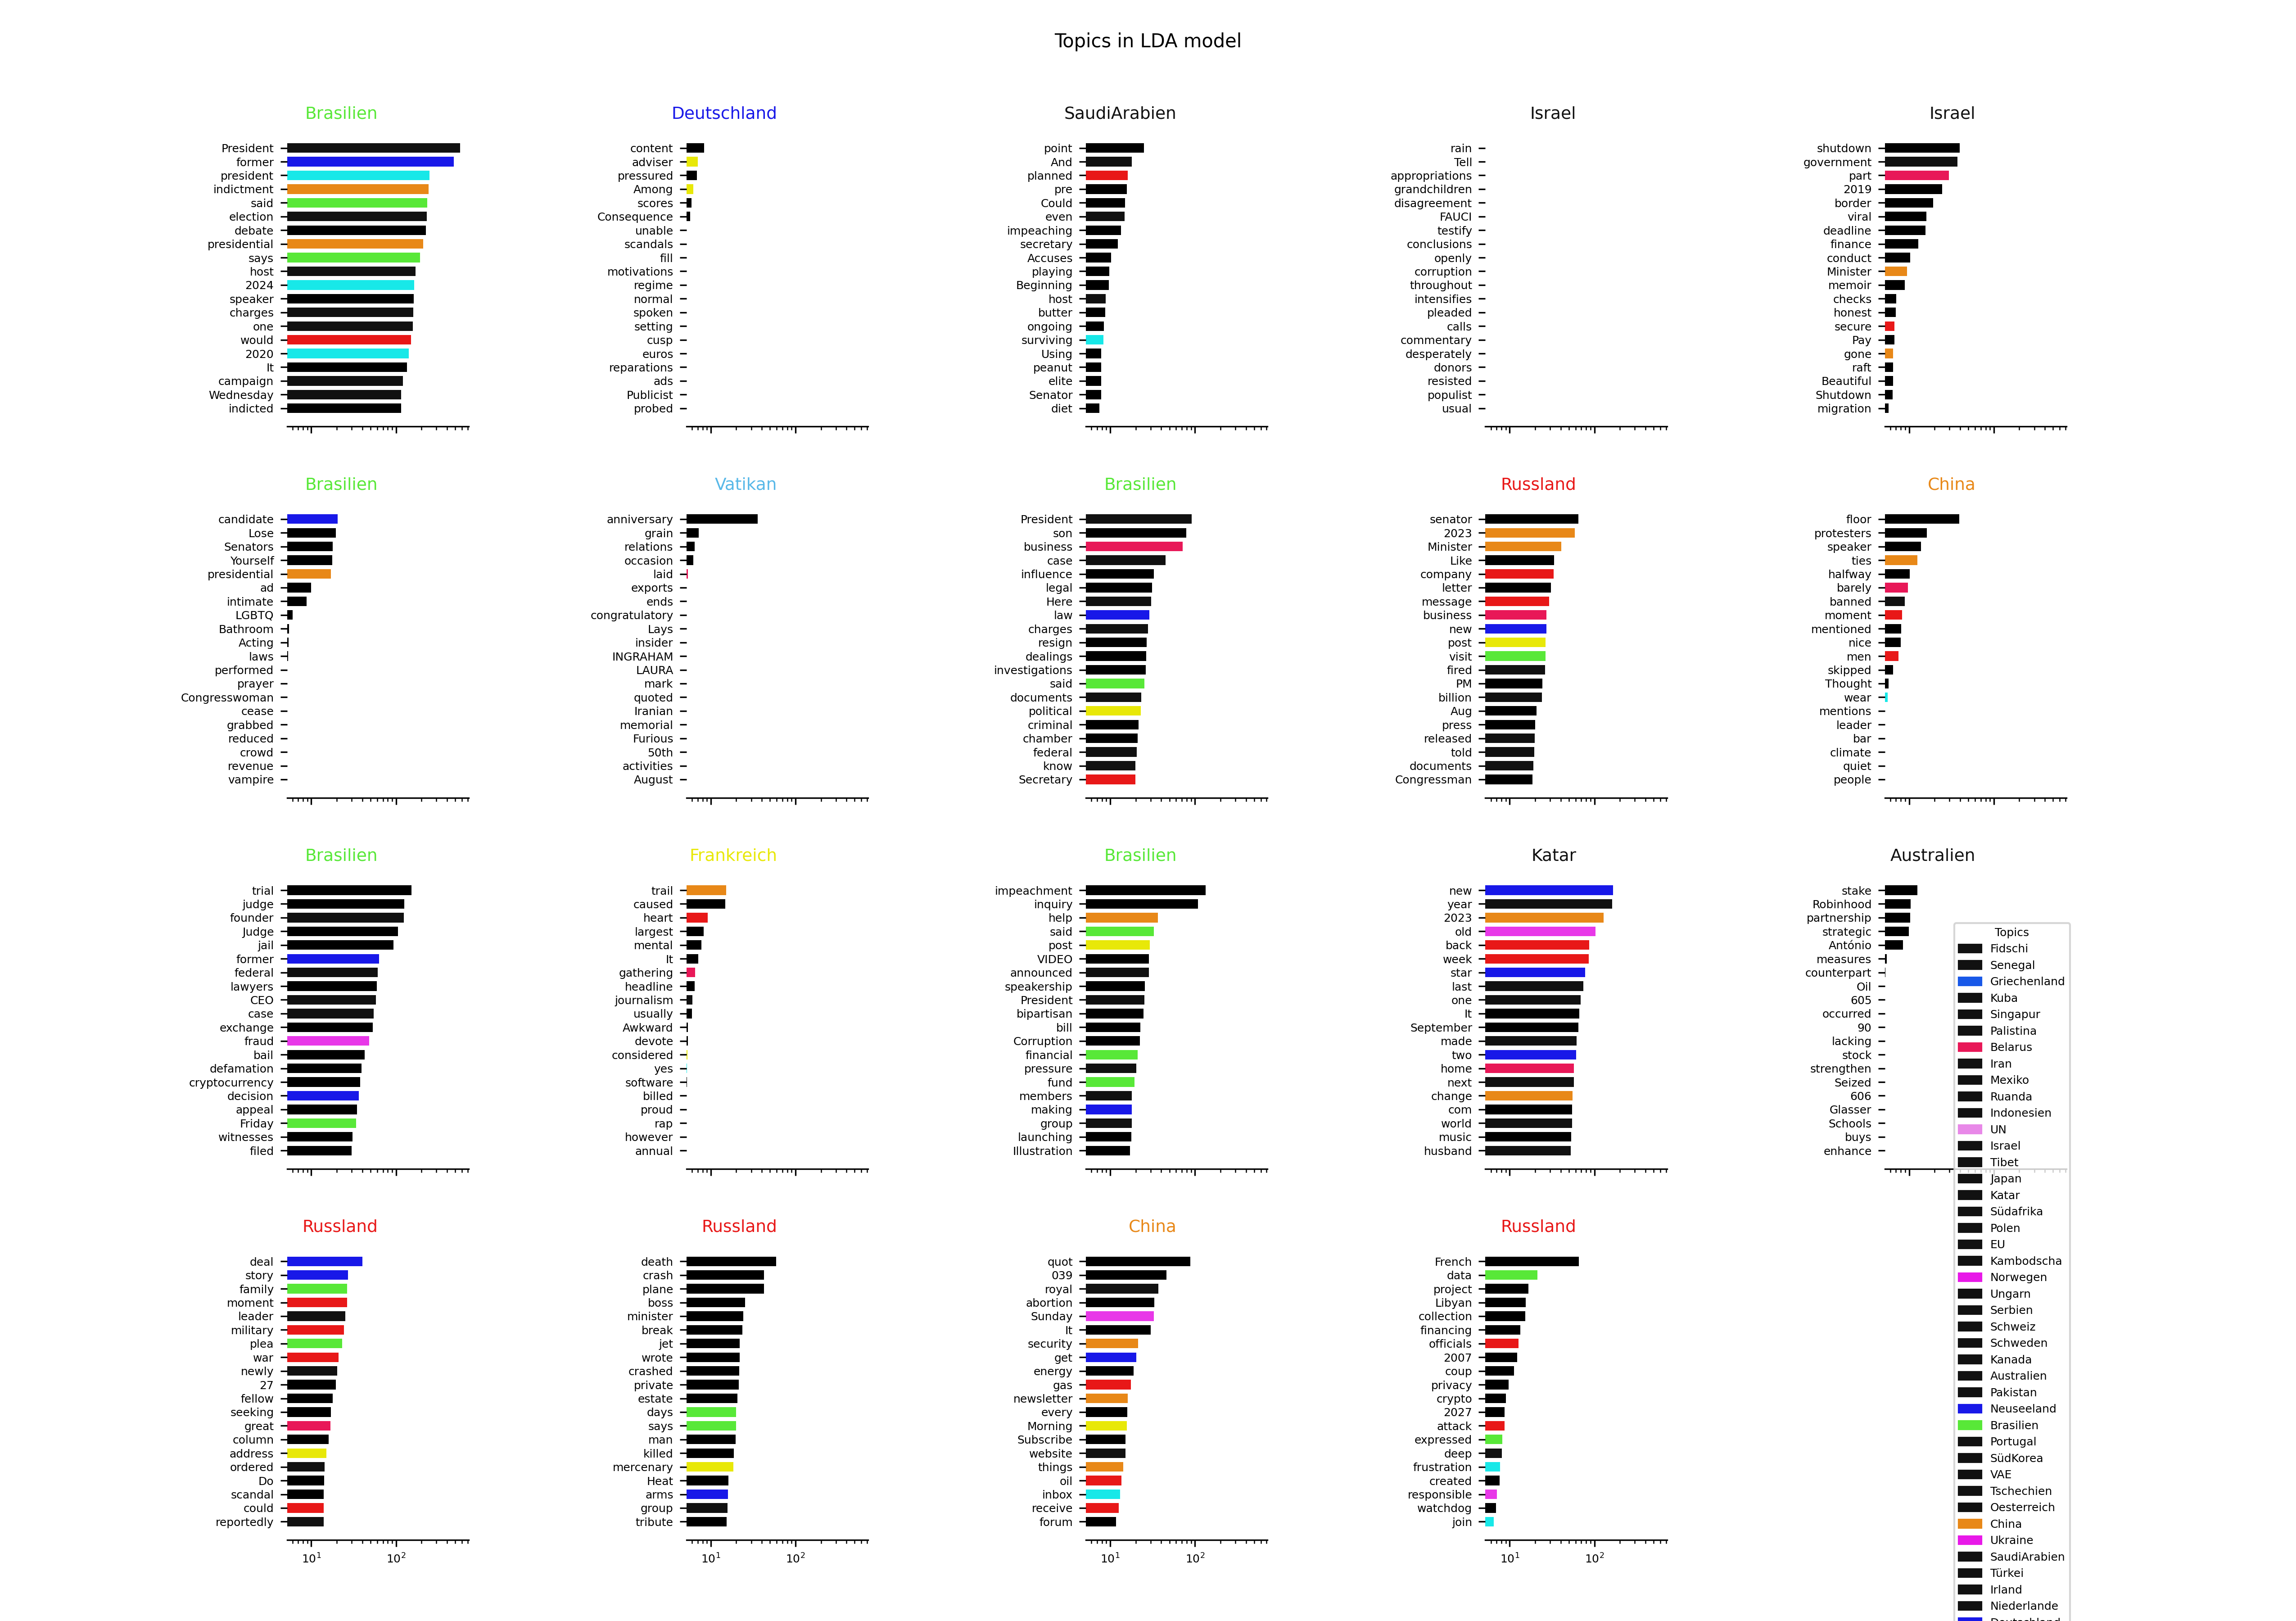 Topics in LDA model
Brasilien
President
former
president
indictment
said
election
debate
presidential
says
host
2024
speaker
charges
one
would
2020
It
campaign
Wednesday
indicted
Deutschland
content
adviser
pressured
Among
scores
Consequence
unable
scandals
fill
motivations
regime
normal
spoken
setting
cusp
euros
reparations
ads
Publicist
probed
SaudiArabien
point
And
planned
pre
Could
even
impeaching
secretary
Accuses
playing
Beginning
host
butter
ongoing
surviving
Using
peanut
elite
Senator
diet
Israel
rain
Tell
appropriations
grandchildren
disagreement
FAUCI
testify
conclusions
openly
corruption
throughout
intensifies
pleaded
calls
commentary
desperately
donors
resisted
populist
usual
Israel
shutdown
government
part
2019
border
viral
deadline
finance
conduct
Minister
memoir
checks
honest
secure
Pay
gone
raft
Beautiful
Shutdown
migration
Brasilien
candidate
Lose
Senators
Yourself
presidential
ad
intimate
LGBTQ
Bathroom
Acting
laws
performed
prayer
Congresswoman
cease
grabbed
reduced
crowd
revenue
vampire
Vatikan
anniversary
grain
relations
occasion
laid
exports
ends
congratulatory
Lays
insider
INGRAHAM
LAURA
mark
quoted
Iranian
memorial
Furious
50th
activities
August
Brasilien
President
son
business
case
influence
legal
Here
law
charges
resign
dealings
investigations
said
documents
political
criminal
chamber
federal
know
Secretary
Russland
senator
2023
Minister
Like
company
letter
message
business
new
post
visit
fired
PM
billion
Aug
press
released
told
documents
Congressman
China
floor
protesters
speaker
ties
halfway
barely
banned
moment
mentioned
nice
men
skipped
Thought
wear
mentions
leader
bar
climate
quiet
people
Brasilien
trial
judge
founder
Judge
jail
former
federal
lawyers
CEO
case
exchange
fraud
bail
defamation
cryptocurrency
decision
appeal
Friday
witnesses
filed
Frankreich
trail
caused
heart
largest
mental
It
gathering
headline
journalism
usually
Awkward
devote
considered
yes
software
billed
proud
rap
however
annual
Brasilien
impeachment
inquiry
help
said
post
VIDEO
announced
speakership
President
bipartisan
bill
Corruption
financial
pressure
fund
members
making
group
launching
Illustration
Katar
new
year
2023
old
back
week
star
last
one
It
September
made
two
home
next
change
com
world
music
husband
Australien
stake
Robinhood
partnership
strategic
António
measures
counterpart
Oil
605
occurred
90
lacking
stock
strengthen
Seized
606
Glasser
Schools
buys
enhance
Russland
deal
story
family
moment
leader
military
plea
war
newly
27
fellow
seeking
great
column
address
ordered
Do
scandal
could
reportedly
10¹ 10²
Russland
death
crash
plane
boss
minister
break
jet
wrote
crashed
private
estate
days
says
man
killed
mercenary
Heat
arms
group
tribute
10¹ 10²
China
quot
039
royal
abortion
Sunday
It
security
get
energy
gas
newsletter
every
Morning
Subscribe
website
things
oil
inbox
receive
forum
10¹ 10²
Russland
French
data
project
Libyan
collection
financing
officials
2007
coup
privacy
crypto
2027
attack
expressed
deep
frustration
created
responsible
watchdog
join
10¹ 10²
Topics
Fidschi
Senegal
Griechenland
Kuba
Singapur
Palistina
Belarus
Iran
Mexiko
Ruanda
Indonesien
UN
Israel
Tibet
Japan
Katar
Südafrika
Polen
EU
Kambodscha
Norwegen
Ungarn
Serbien
Schweiz
Schweden
Kanada
Australien
Pakistan
Neuseeland
Brasilien
Portugal
SüdKorea
VAE
Tschechien
Oesterreich
China
Ukraine
SaudiArabien
Türkei
Irland
Niederlande